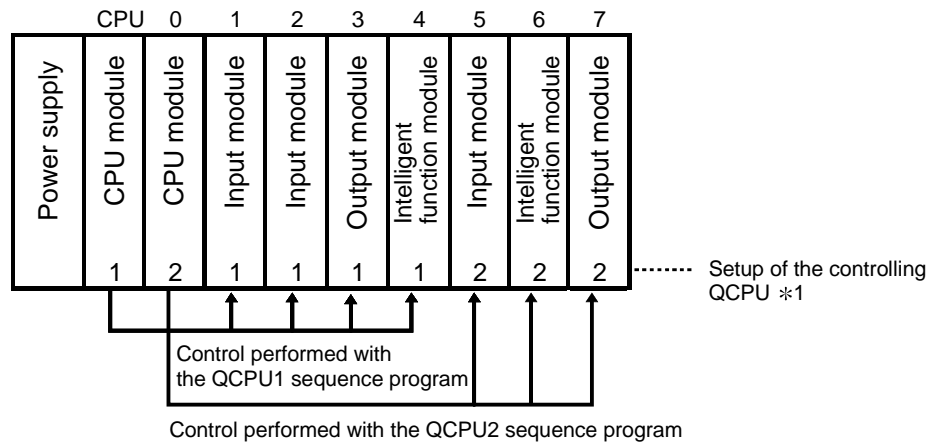 CPU 0 1 2 3 4 5 6 7
Power supply
CPU module
CPU module
Input module
Input module
Output module
Intelligent
function module
Input module
Intelligent
function module
Output module
1 2 1 1 1 1 2 2 2
Setup of the controlling
QCPU ＊1
Control performed with
the QCPU1 sequence program
Control performed with the QCPU2 sequence program